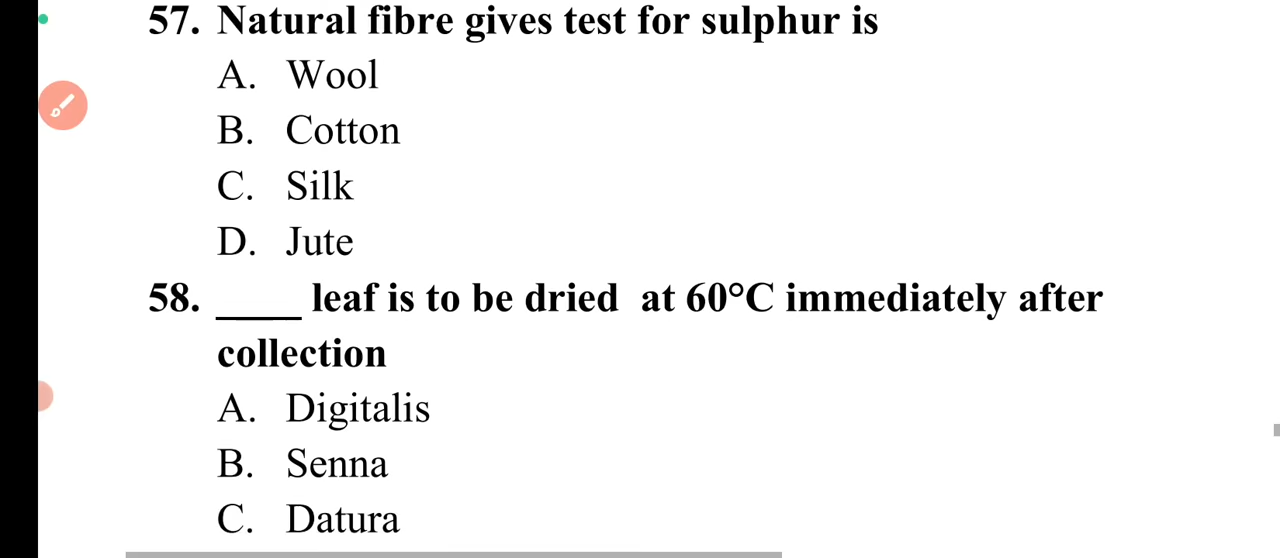 57. Natural fibre gives test for sulphur is
A. Wool
B. Cotton
C. Silk
D. Jute
58. ____ leaf is to be dried at 60°C immediately after
collection
A. Digitalis
B. Senna
C. Datura